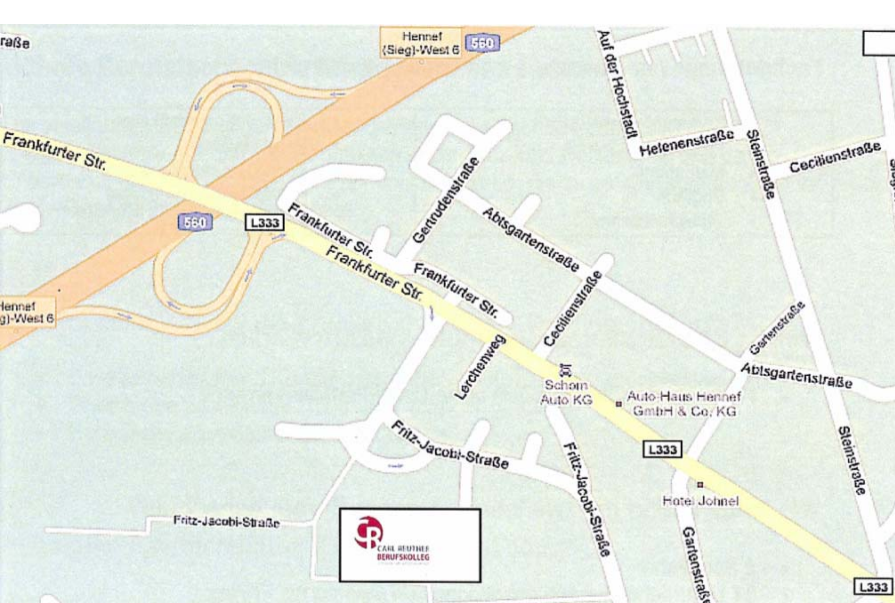 raße
Hennef
(Sieg)-West 6
560
Auf der Hochstadt
Helenenstraße
Steinstraße
Cecilienstraße
Frankfurter Str.
560
L333
Frankfurter Str.
Frankfurter Str.
Gertrudenstraße
Abtsgartenstraße
Frankfurter Str.
Cecilienstraße
Hennef
g)-West 6
Lerchenweg
Gartenstraße
Abtsgartenstraße
Schorn
Auto KG
Auto-Haus Hennef
GmbH & Co. KG
Fritz-Jacobi-Straße
Fritz-Jacobi-Straße
L333
Steinstraße
Hotel Johnel
Fritz-Jacobi-Straße
CARL REUTHER
BERUFSKOLLEG
Gartenstraße
L333